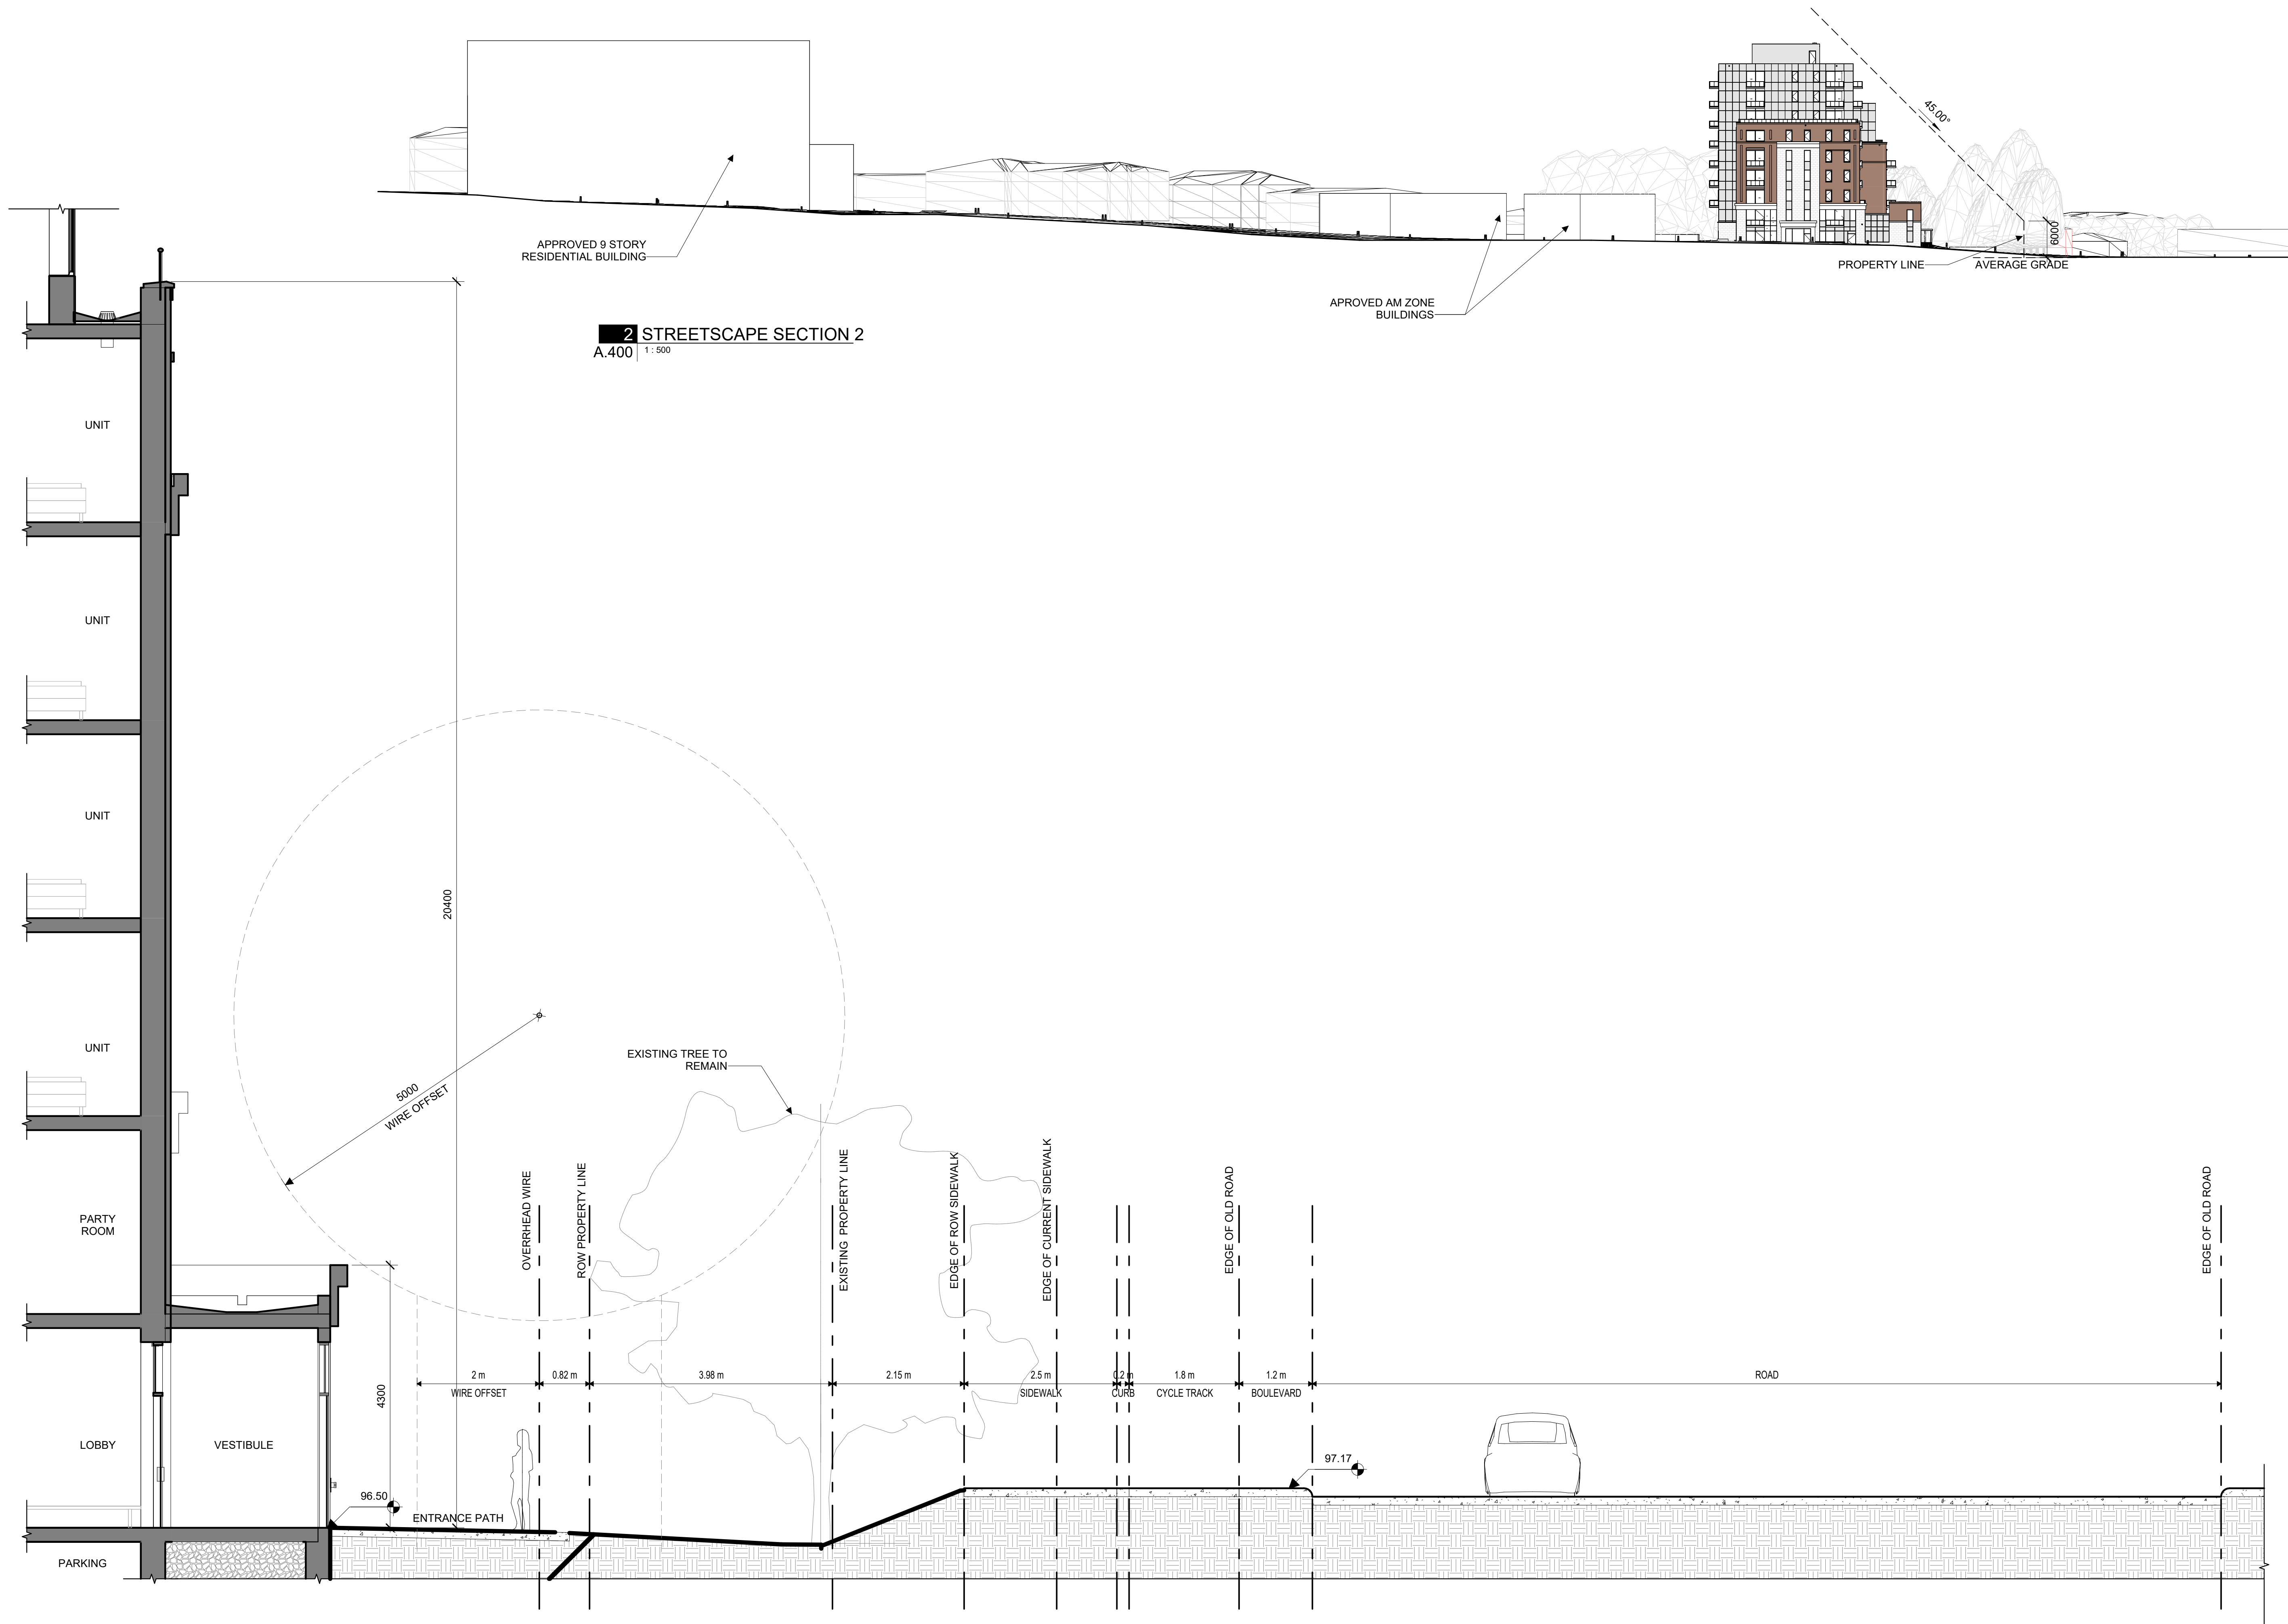 45.00°
6000
APPROVED 9 STORY
RESIDENTIAL BUILDING
PROPERTY LINE
AVERAGE GRADE
APROVED AM ZONE
BUILDINGS
2 STREETSCAPE SECTION 2
A.400 1 : 500
UNIT
UNIT
UNIT
UNIT
20400
5000
WIRE OFFSET
EXISTING TREE TO
REMAIN
PARTY
ROOM
OVERRHEAD WIRE
ROW PROPERTY LINE
EXISTING PROPERTY LINE
EDGE OF ROW SIDEWALK
EDGE OF CURRENT SIDEWALK
EDGE OF OLD ROAD
EDGE OF OLD ROAD
4300
2 m
WIRE OFFSET
0.82 m
3.98 m
2.15 m
2.5 m
SIDEWALK
0.2 m
CURB
1.8 m
CYCLE TRACK
1.2 m
BOULEVARD
ROAD
LOBBY
VESTIBULE
97.17
96.50
ENTRANCE PATH
PARKING